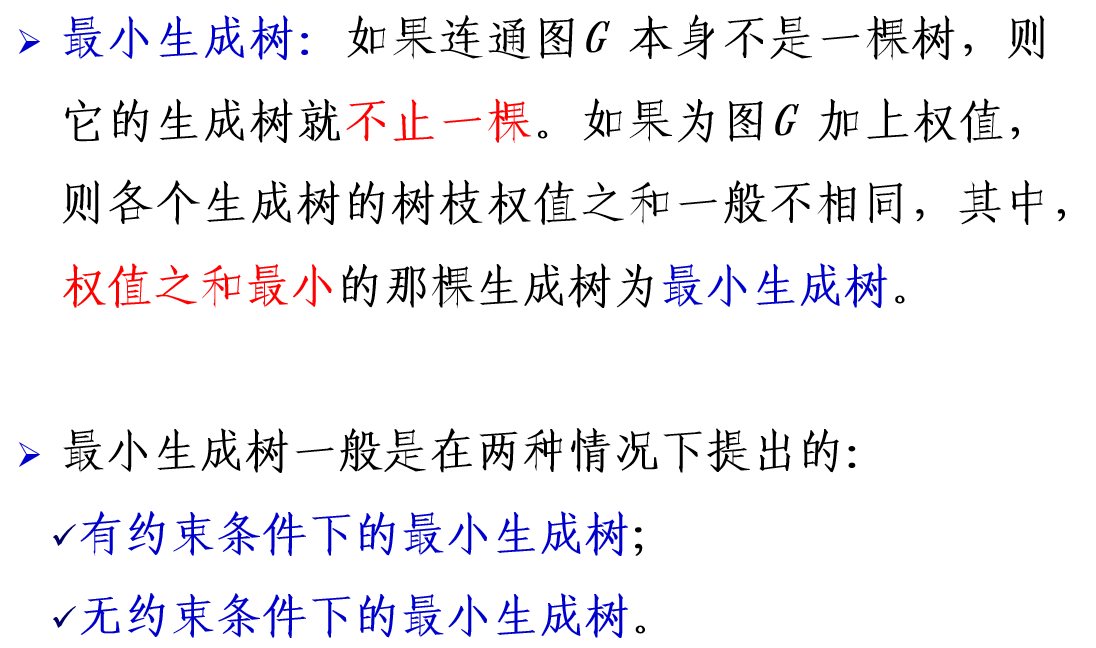 ➢ 最小生成树：如果连通图G 本身不是一棵树，则
它的生成树就不止一棵。如果为图G 加上权值，
则各个生成树的树枝权值之和一般不相同，其中，
权值之和最小的那棵生成树为最小生成树。
➢ 最小生成树一般是在两种情况下提出的：
✓有约束条件下的最小生成树；
✓无约束条件下的最小生成树。